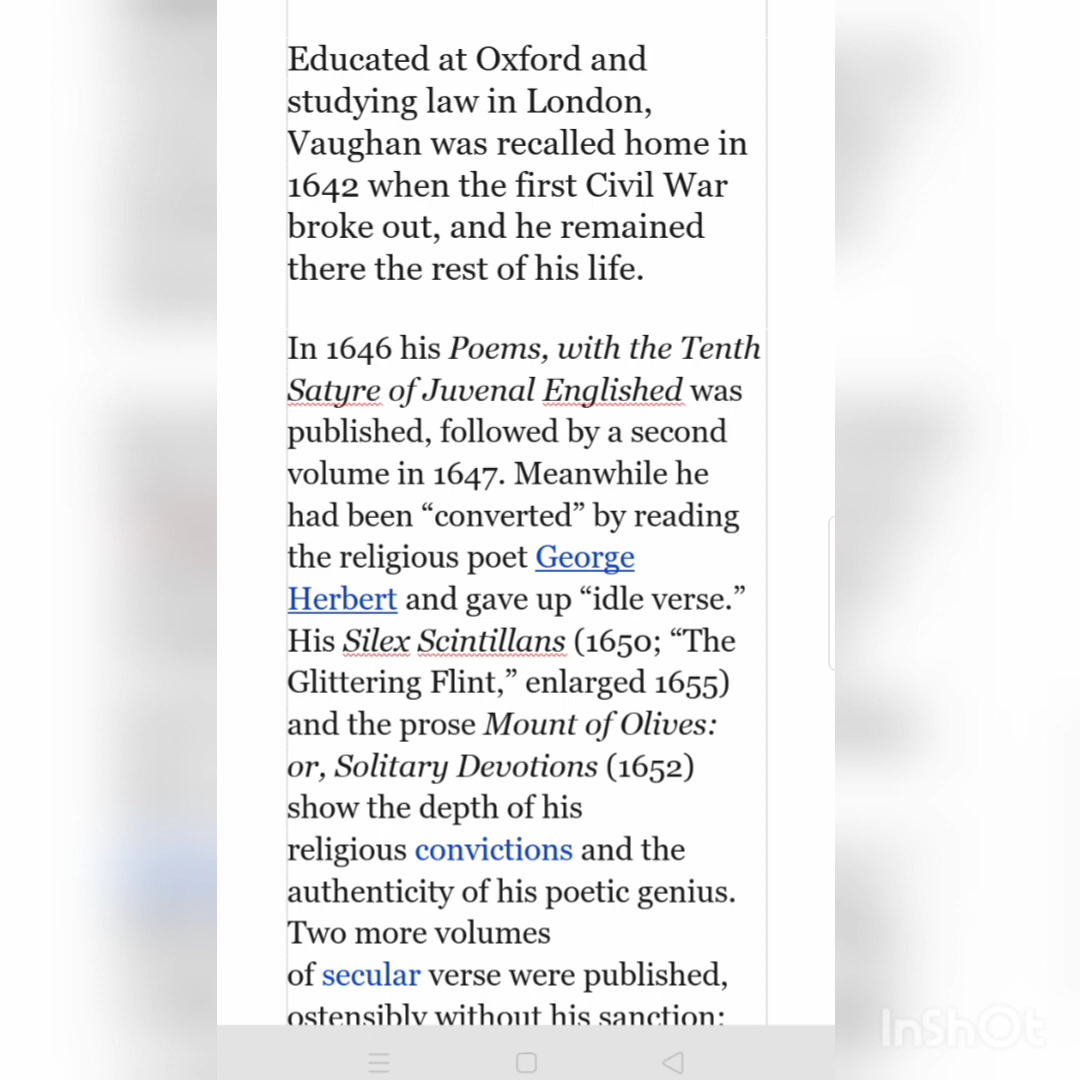 Educated at Oxford and
studying law in London,
Vaughan was recalled home in
1642 when the first Civil War
broke out, and he remained
there the rest of his life.
In 1646 his Poems, with the Tenth
Satyre of Juvenal Englished was
published, followed by a second
volume in 1647. Meanwhile he
had been “converted” by reading
the religious poet George
Herbert and gave up “idle verse.”
His Silex Scintillans (1650; “The
Glittering Flint,” enlarged 1655)
and the prose Mount of Olives:
or, Solitary Devotions (1652)
show the depth of his
religious convictions and the
authenticity of his poetic genius.
Two more volumes
of secular verse were published,
ostensibly without his sanction;
InShOt